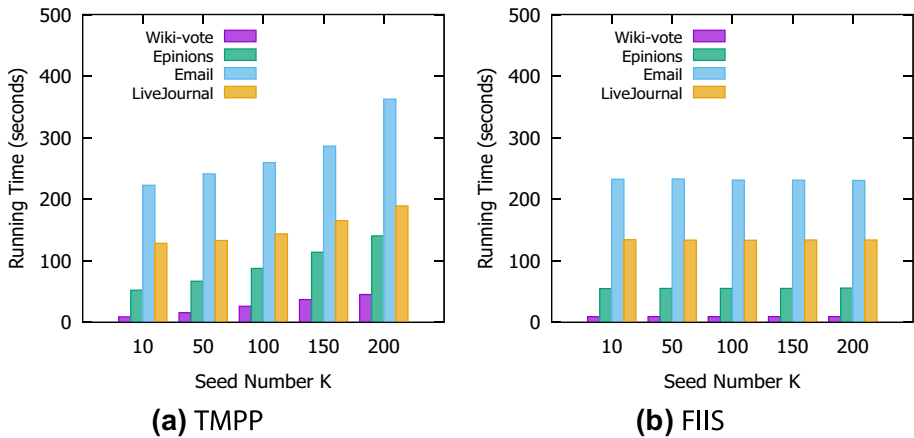 Running Time (seconds)
500
400
300
200
100
0
Wiki-vote
Epinions
Email
LiveJournal
10 50 100 150 200
Seed Number K
(a) TMPP
Running Time (seconds)
500
400
300
200
100
0
Wiki-vote
Epinions
Email
LiveJournal
10 50 100 150 200
Seed Number K
(b) FIIS